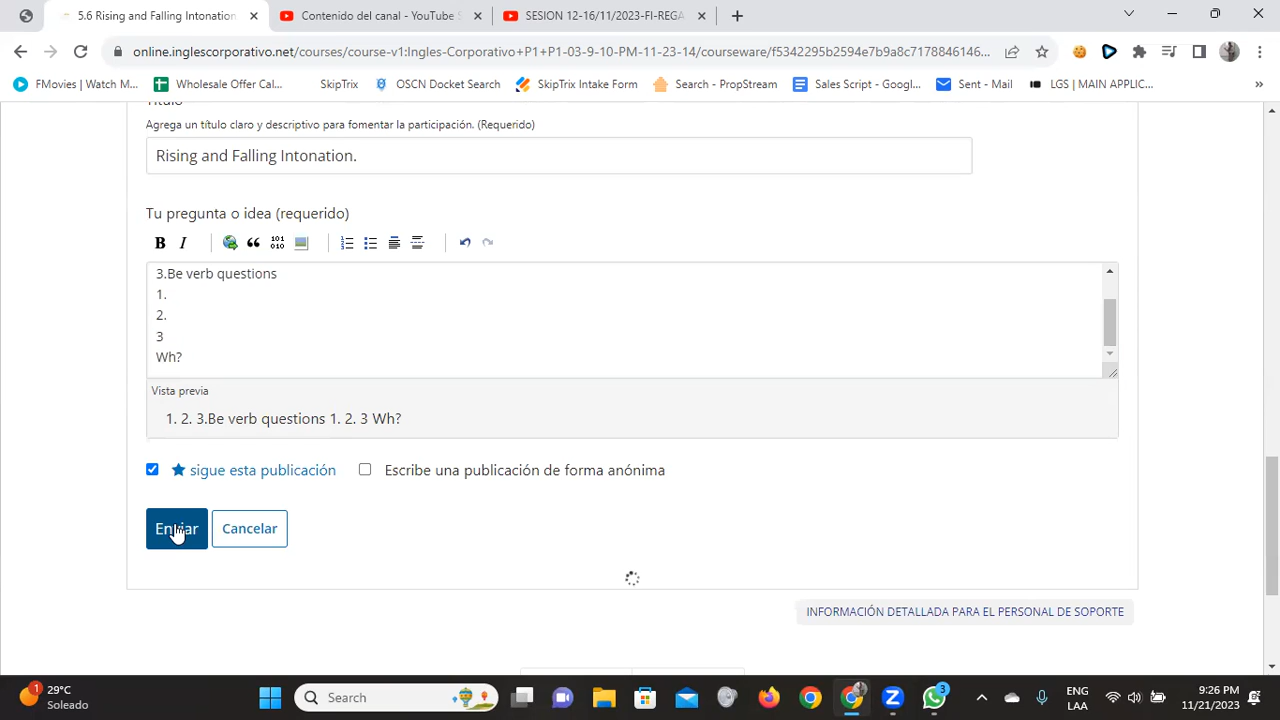 5.6 Rising and Falling Intonation
Contenido del canal - YouTube S
SESION 12-16/11/2023-FI-REGA
online.inglescorporativo.net/courses/course-v1:Ingles-Corporativo+P1+P1-03-9-10-PM-11-23-14/courseware/f5342295b2594e7b9a8c7178846146...
FMovies | Watch M...
Wholesale Offer Cal...
SkipTrix
OSCN Docket Search
SkipTrix Intake Form
Search - PropStream
Sales Script - Googl...
Sent - Mail
LGS | MAIN APPLIC...
»
Título
Agrega un título claro y descriptivo para fomentar la participación. (Requerido)
Rising and Falling Intonation.
Tu pregunta o idea (requerido)
B I
3.Be verb questions
1.
2.
3
Wh?
Vista previa
1. 2. 3.Be verb questions 1. 2. 3 Wh?
sigue esta publicación
Escribe una publicación de forma anónima
Enviar
Cancelar
INFORMACIÓN DETALLADA PARA EL PERSONAL DE SOPORTE
1
29°C
Soleado
Search
3
ENG
LAA
9:26 PM
11/21/2023